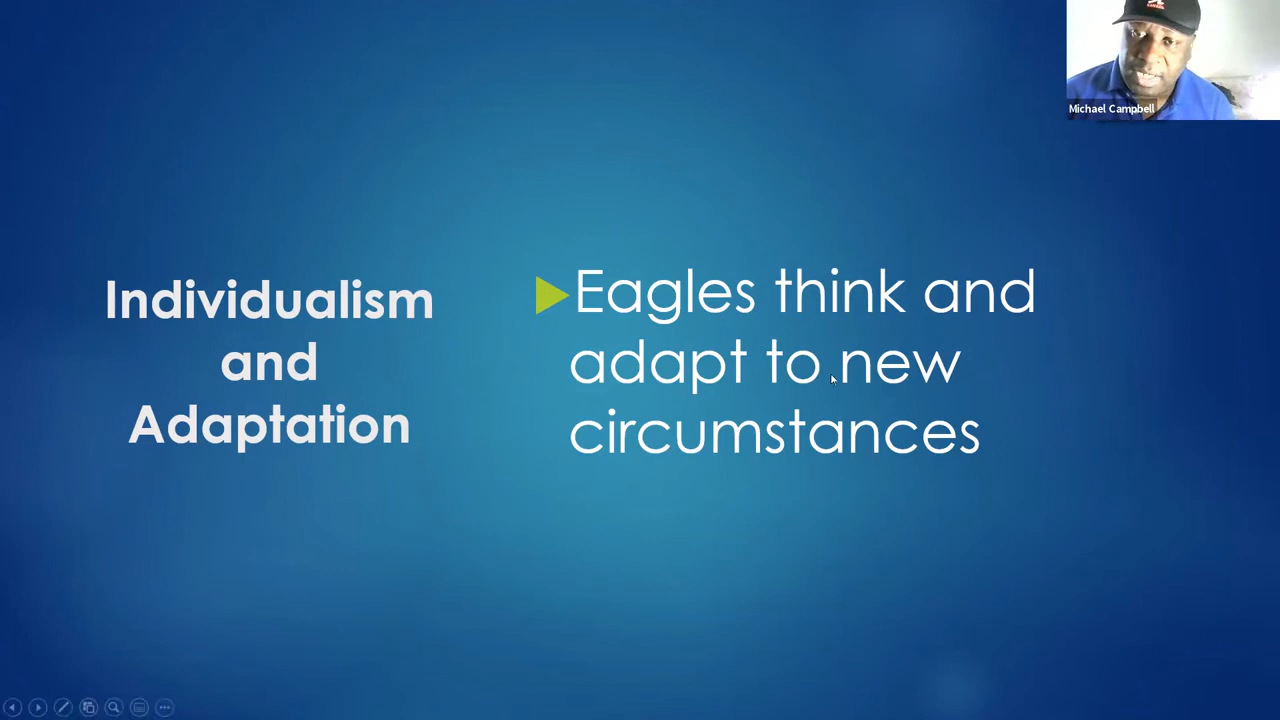 Michael Campbell
Individualism
and
Adaptation
Eagles think and
adapt to new
circumstances